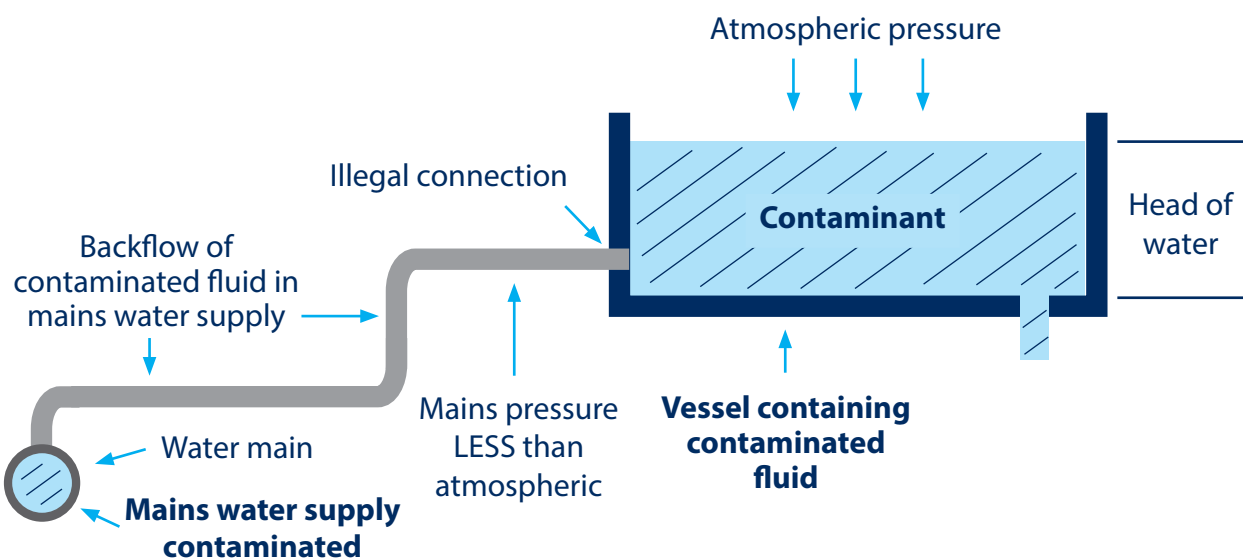 Atmospheric pressure
Illegal connection
Contaminant
Head of
water
Backflow of
contaminated fluid in
mains water supply
Mains pressure
LESS than
atmospheric
Vessel containing
contaminated
fluid
Water main
Mains water supply
contaminated